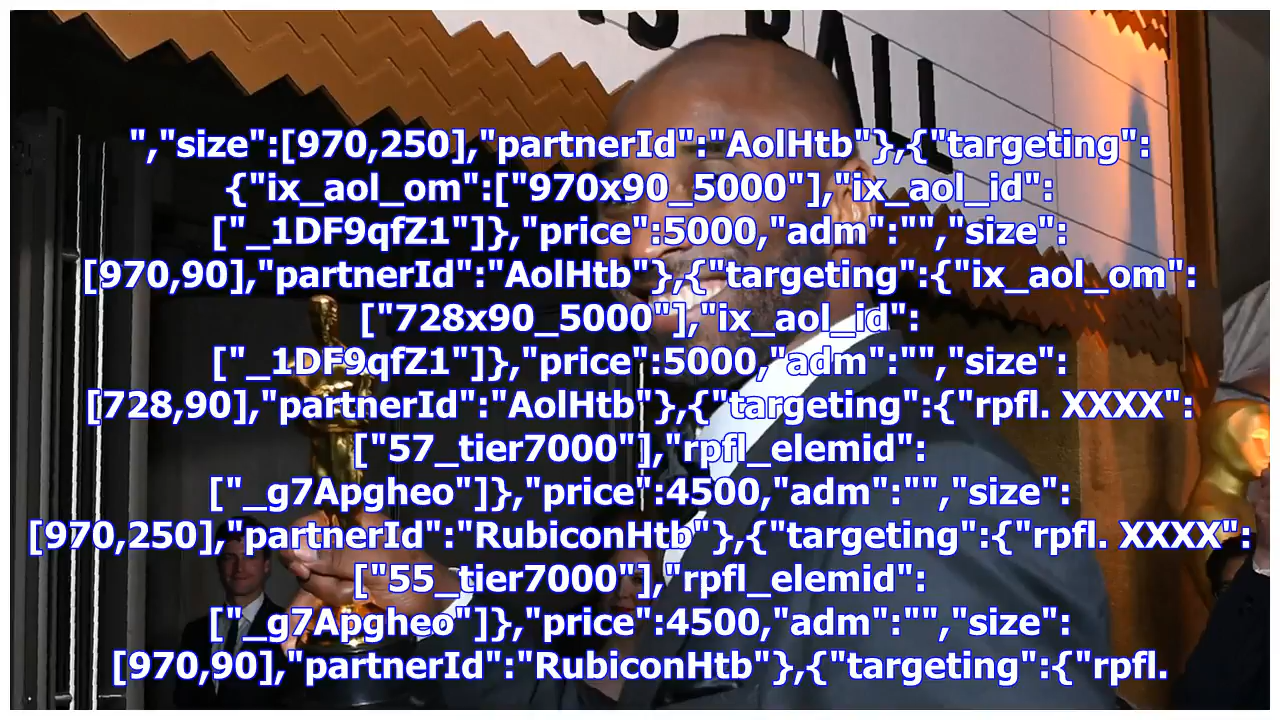 'S BALL
","size":[970,250],"partnerId":"AolHtb"},{"targeting":
{"ix_aol_om":["970x90_5000"],"ix_aol_id":
["_1DF9qfZ1"]},"price":5000,"adm":"","size":
[970,90],"partnerId":"AolHtb"},{"targeting":{"ix_aol_om":
["728x90_5000"],"ix_aol_id":
["_1DF9qfZ1"]},"price":5000,"adm":"","size":
[728,90],"partnerId":"AolHtb"},{"targeting":{"rpfl. XXXX":
["57_tier7000"],"rpfl_elemid":
["_g7Apgheo"]},"price":4500,"adm":"","size":
[970,250],"partnerId":"RubiconHtb"},{"targeting":{"rpfl. XXXX":
["55_tier7000"],"rpfl_elemid":
["_g7Apgheo"]},"price":4500,"adm":"","size":
[970,90],"partnerId":"RubiconHtb"},{"targeting":{"rpfl.